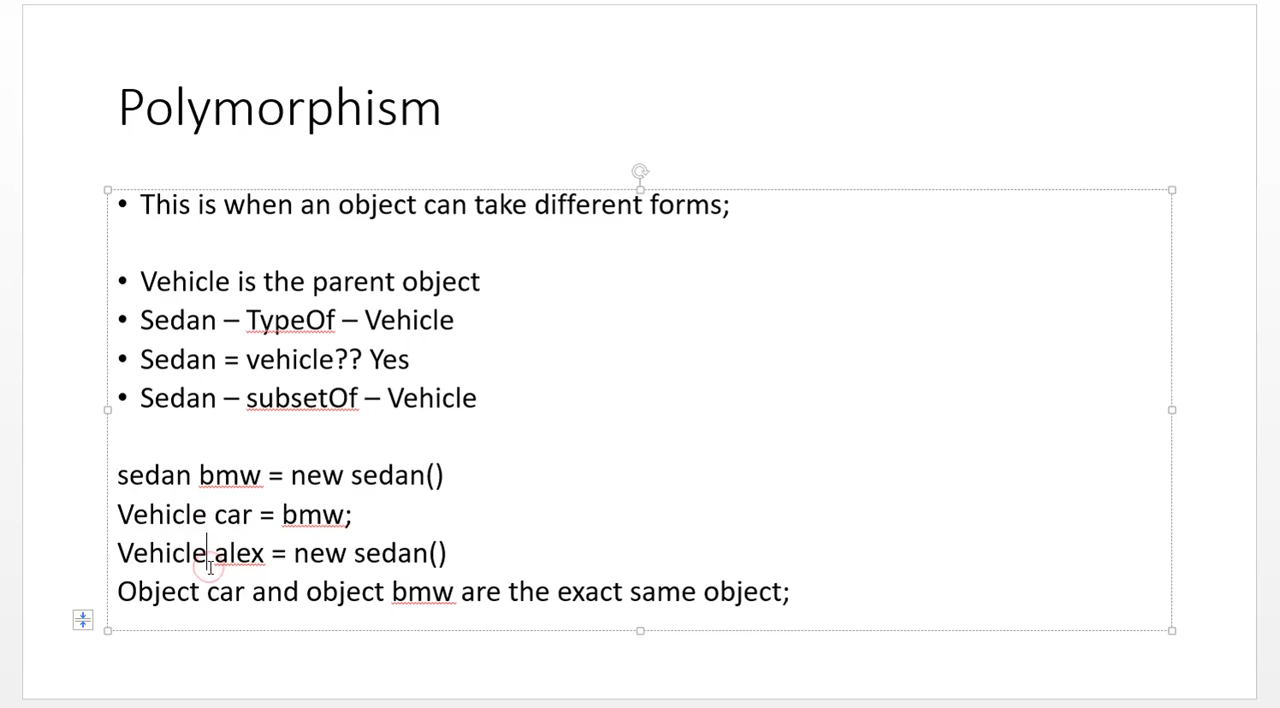 Polymorphism
• This is when an object can take different forms;
• Vehicle is the parent object
• Sedan – TypeOf – Vehicle
• Sedan = vehicle?? Yes
• Sedan – subsetOf – Vehicle
sedan bmw = new sedan()
Vehicle car = bmw;
Vehicle alex = new sedan()
Object car and object bmw are the exact same object;